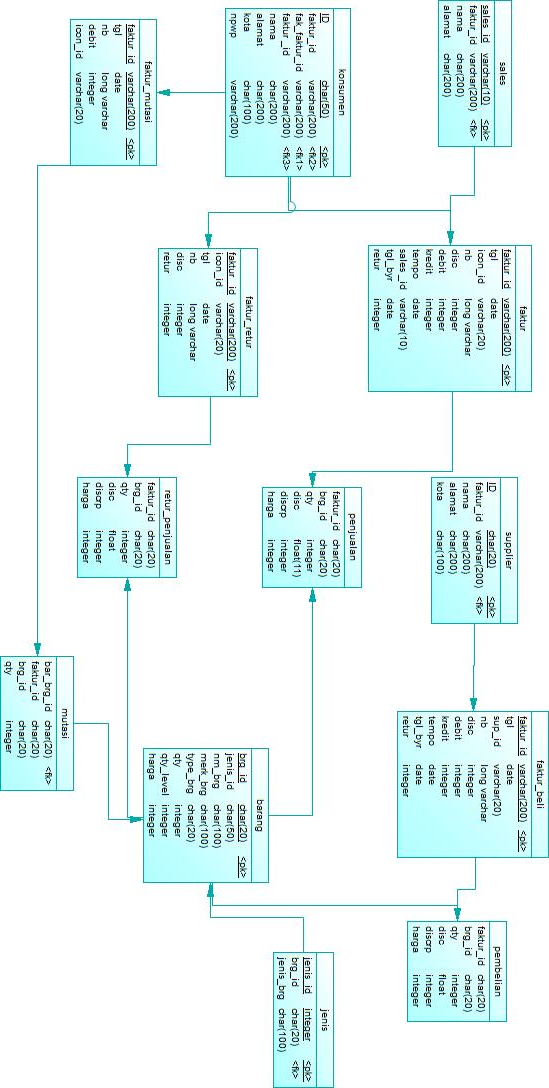 sales
sales_id varchar(10) <pk>
faktur_id varchar(200) <fk>
nama char(200)
alamat char(200)
konsumen
ID char(50) <pk>
faktur_id varchar(200) <fk2>
fak_faktur_id varchar(200) <fk1>
faktur _id varchar(200) <fk3>
nama char(200)
alamat char(200)
kota char(100)
npwp varchar(200)
faktur_mutasi
faktur_id varchar(200) <pk>
tgl date
nb long varchar
debit integer
icon_id varchar(20)
faktur
faktur_id varchar(200) <pk>
tgl date
icon_id varchar(20)
nb long varchar
disc integer
debit integer
kredit integer
tempo date
sales _id varchar(10)
tgl_byr date
retur integer
faktur_retur
faktur_id varchar(200) <pk>
icon_id varchar(20)
tgl date
nb long varchar
disc integer
retur integer
supplier
ID char(20) <pk>
faktur_id varchar(200) <fk>
nama char(200)
alamat char(200)
kota char(100)
penjualan
faktur_id char(20)
brg_id char(20)
qty integer
disc float(11)
discrp integer
harga integer
retur_penjualan
faktur_id char(20)
brg_id char(20)
qty integer
disc float
discrp integer
harga integer
faktur_beli
faktur_id varchar(200) <pk>
tgl date
sup_id varchar(20)
nb long varchar
disc integer
debit integer
kredit integer
tempo date
tgl_byr date
retur integer
barang
brg_id char(20) <pk>
jenis_id char(50)
nm_brg char(100)
merk_brg char(100)
type_brg char(20)
qty integer
qty_level integer
harga integer
mutasi
bar_brg_id char(20) <fk>
faktur_id char(20)
brg_id char(20)
qty integer
pembelian
faktur_id char(20)
brg_id char(20)
qty integer
disc float
discrp integer
harga integer
jenis
jenis_id integer <pk>
brg_id char(20) <fk>
jenis_brg char(100)